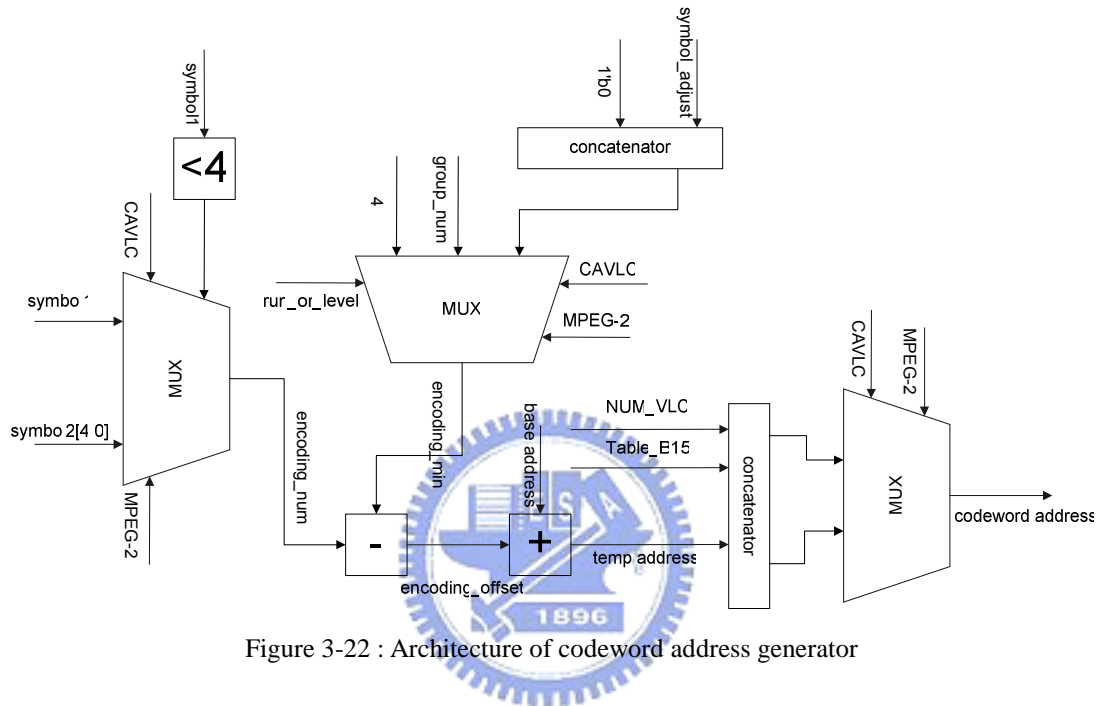 symbol1
1'b0
symbol_adjust
concatenator
<4
CAVLC
4
group_num
symbo 1
rur_or_level
MUX
CAVLC
MPEG-2
MUX
symbo 2[4 0]
MPEG-2
encoding_num
encoding_min
base address
NUM_VLC
Table_B15
concatenator
CAVLC
MPEG-2
MUX
codeword address
-
+
encoding_offset
temp address
1896
Figure 3-22 : Architecture of codeword address generator